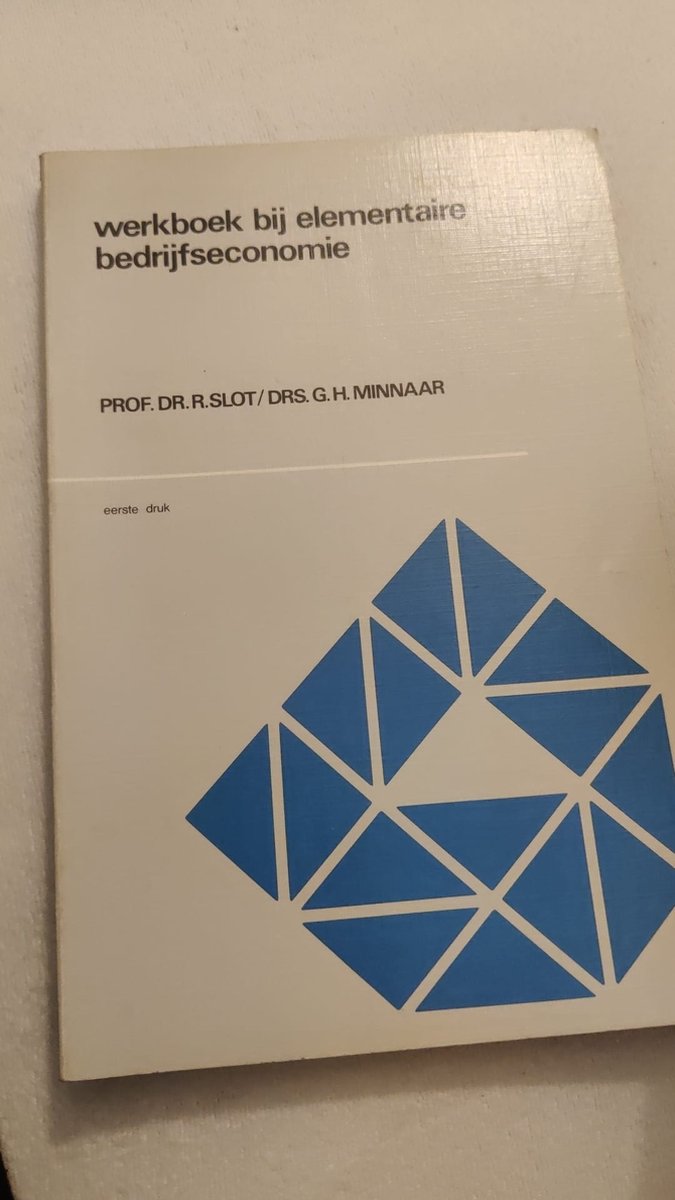 werkboek bij elementaire
bedrijfseconomie
PROF. DR. R. SLOT / DRS. G. H. MINNAAR
eerste druk